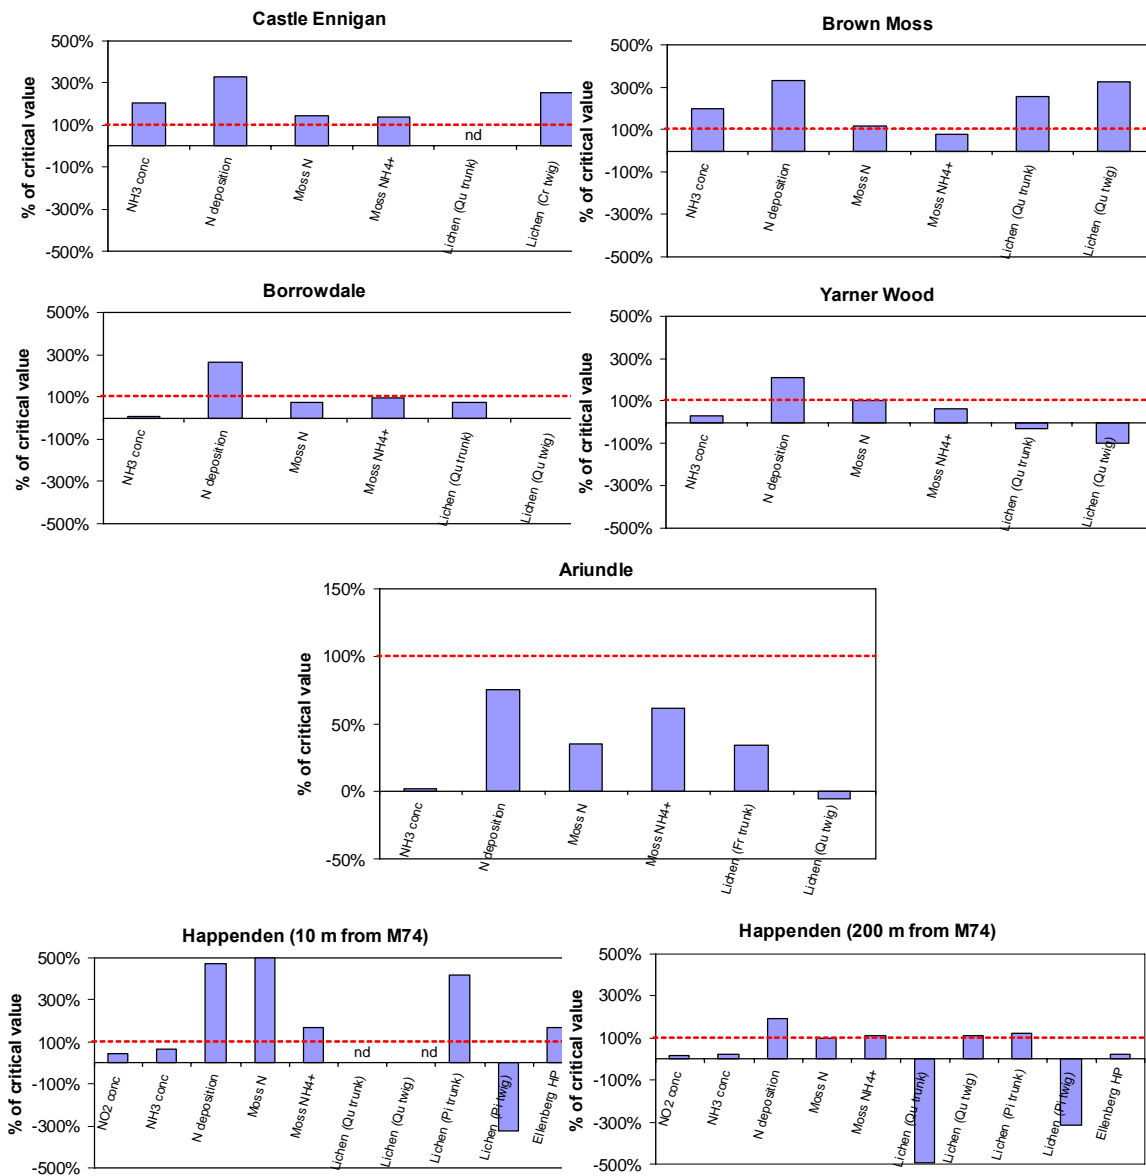 Castle Ennigan
% of critical value
500%
300%
100%
-100%
-300%
-500%
nd
NH3 conc
N deposition
Moss N
Moss NH4+
Lichen (Qu trunk)
Lichen (Cr twig)
Brown Moss
% of critical value
500%
300%
100%
-100%
-300%
-500%
NH3 conc
N deposition
Moss N
Moss NH4+
Lichen (Qu trunk)
Lichen (Qu twig)
Borrowdale
% of critical value
500%
300%
100%
-100%
-300%
-500%
NH3 conc
N deposition
Moss N
Moss NH4+
Lichen (Qu trunk)
Lichen (Qu twig)
Yarner Wood
% of critical value
500%
300%
100%
-100%
-300%
-500%
NH3 conc
N deposition
Moss N
Moss NH4+
Lichen (Qu trunk)
Lichen (Qu twig)
Ariundle
% of critical value
150%
100%
50%
0%
-50%
NH3 conc
N deposition
Moss N
Moss NH4+
Lichen (Fr trunk)
Lichen (Qu twig)
Happenden (10 m from M74)
% of critical value
500%
300%
100%
-100%
-300%
-500%
nd
nd
NO2 conc
NH3 conc
N deposition
Moss N
Moss NH4+
Lichen (Qu trunk)
Lichen (Qu twig)
Lichen (Pi trunk)
Lichen (Pi twig)
Ellenberg HP
Happenden (200 m from M74)
% of critical value
500%
300%
100%
-100%
-300%
-500%
NO2 conc
NH3 conc
N deposition
Moss N
Moss NH4+
Lichen (Qu trunk)
Lichen (Qu twig)
Lichen (Pi trunk)
Lichen (Pi twig)
Ellenberg HP